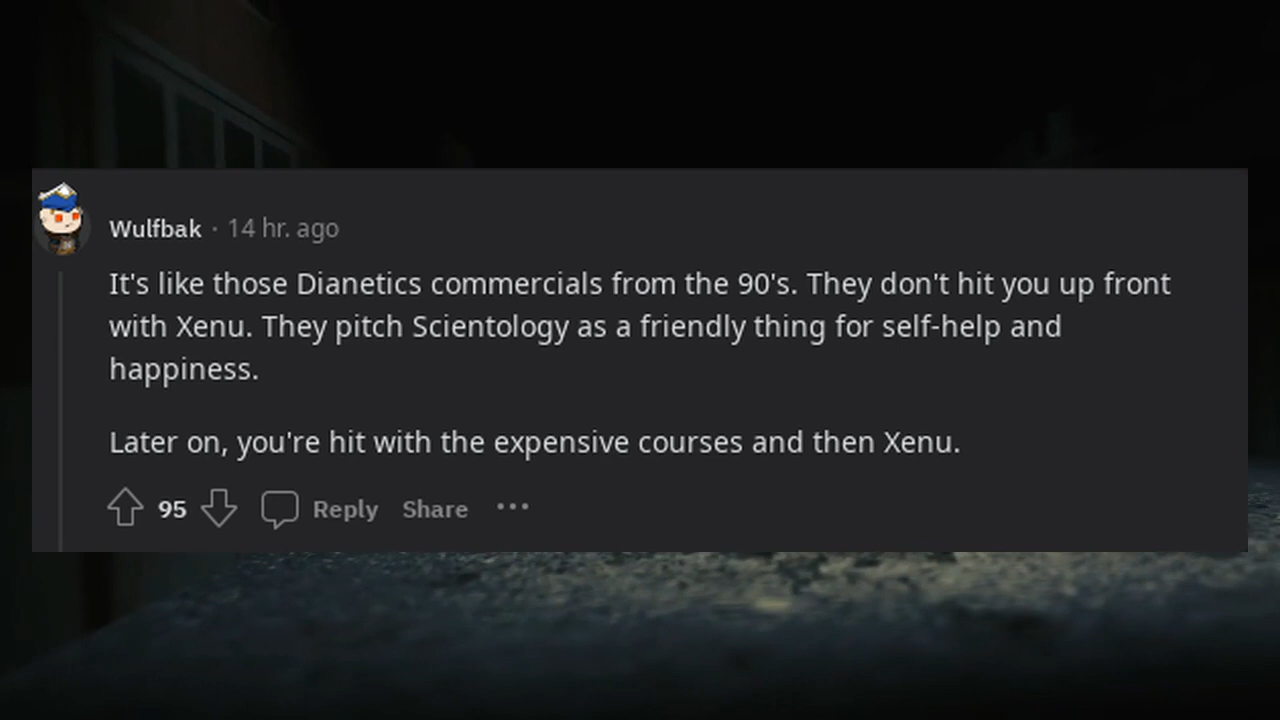 Wulfbak · 14 hr. ago
It's like those Dianetics commercials from the 90's. They don't hit you up front
with Xenu. They pitch Scientology as a friendly thing for self-help and
happiness.
Later on, you're hit with the expensive courses and then Xenu.
95 Reply Share ···